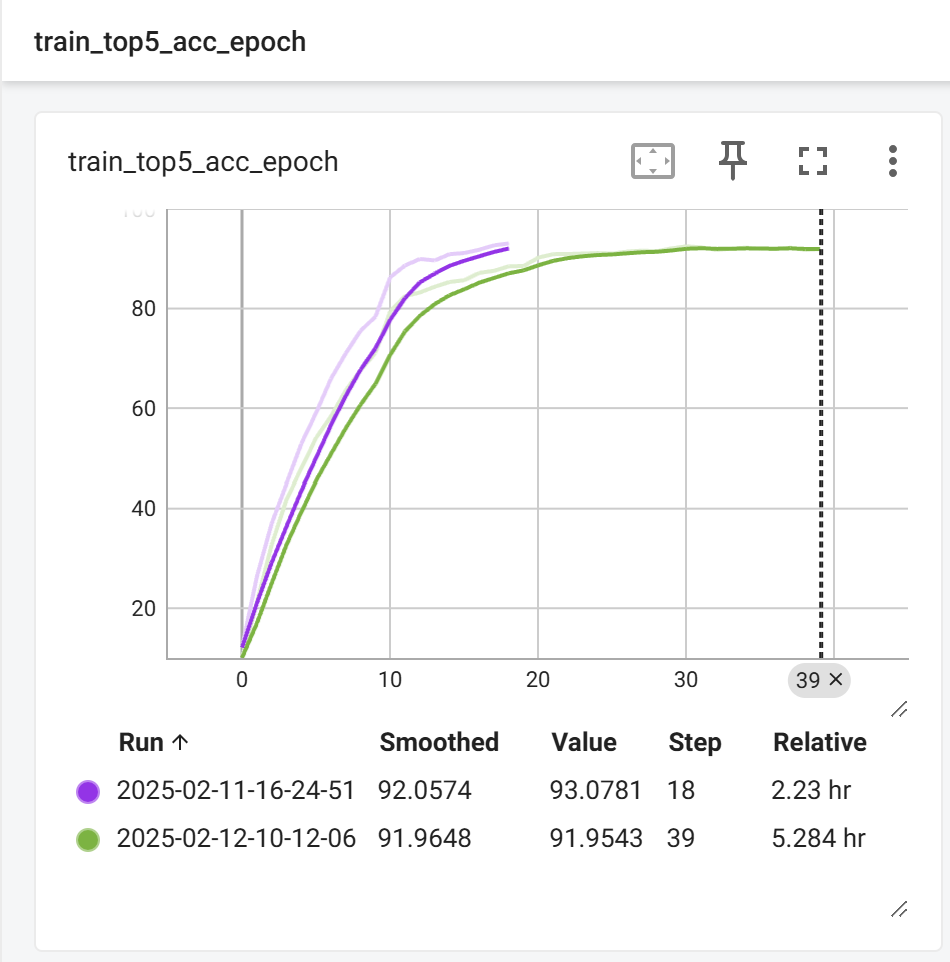 train_top5_acc_epoch
train_top5_acc_epoch
100
80
60
40
20
0 10 20 30 39 ×
Run ↑ Smoothed Value Step Relative
2025-02-11-16-24-51 92.0574 93.0781 18 2.23 hr
2025-02-12-10-12-06 91.9648 91.9543 39 5.284 hr